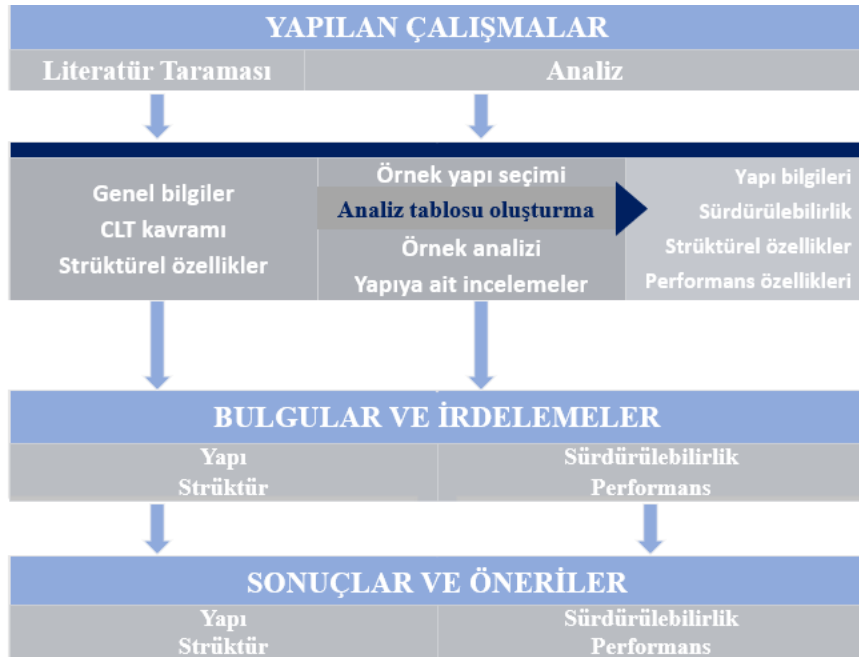 YAPILAN ÇALIŞMALAR
Literatür Taraması
Analiz
Genel bilgiler
CLT kavramı
Strüktürel özellikler
Örnek yapı seçimi
Analiz tablosu oluşturma
Örnek analizi
Yapıya ait incelemeler
Yapı bilgileri
Sürdürülebilirlik
Strüktürel özellikler
Performans özellikleri
BULGULAR VE İRDELEMELER
Yapı
Strüktür
Sürdürülebilirlik
Performans
SONUÇLAR VE ÖNERİLER
Yapı
Strüktür
Sürdürülebilirlik
Performans